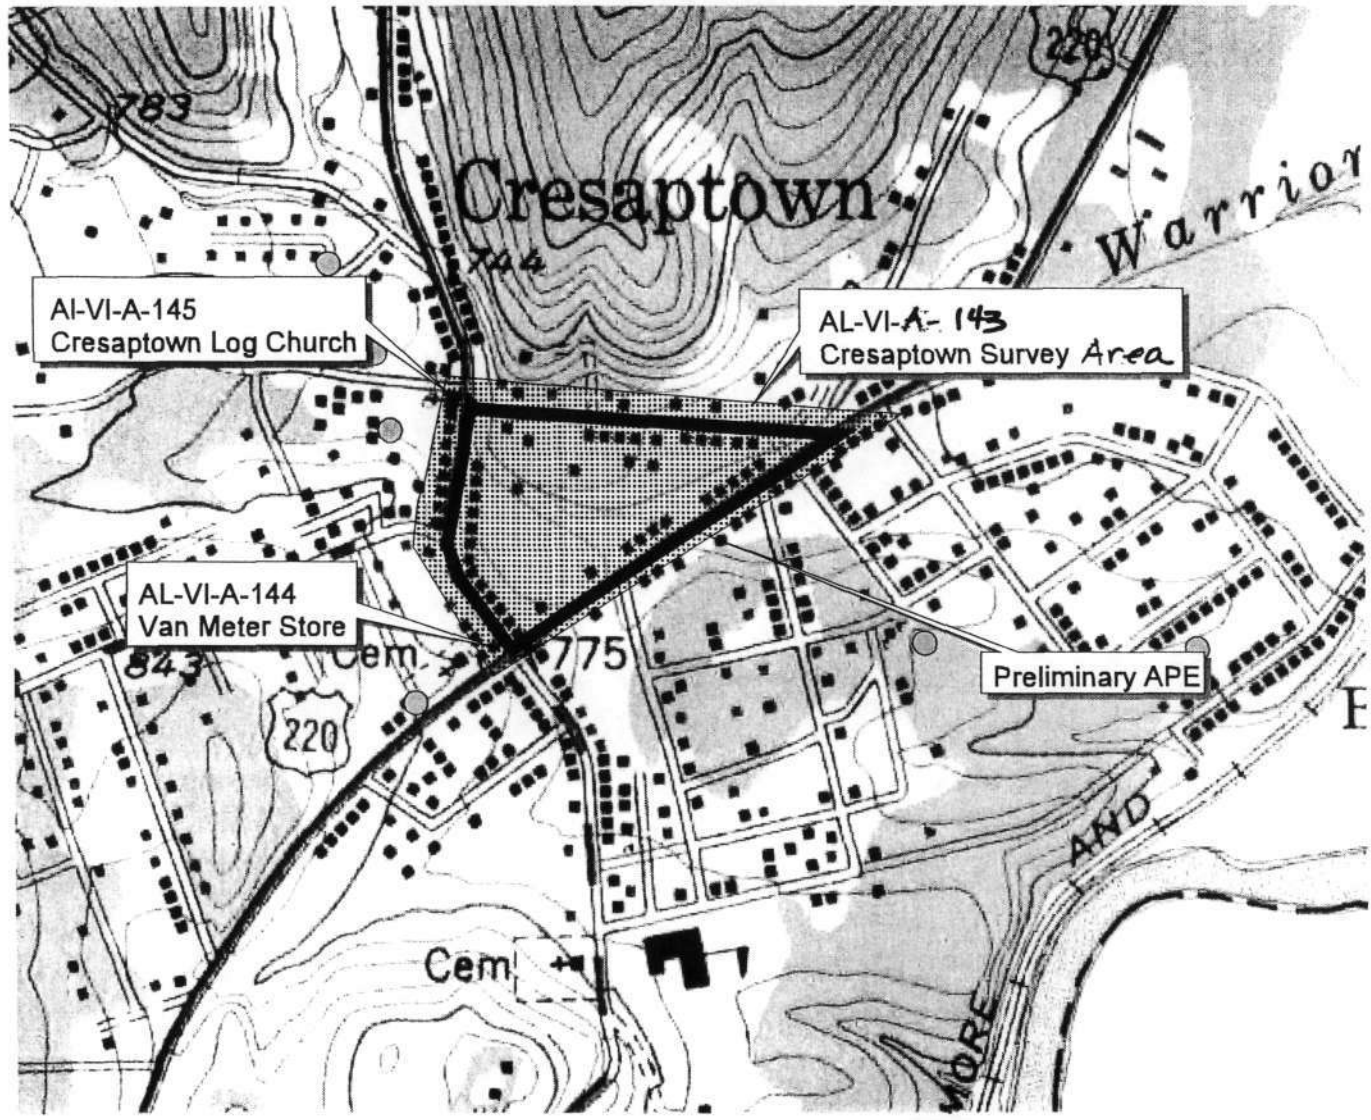 220
783
Cresaptown
744
Warrior
AI-VI-A-145
Cresaptown Log Church
AL-VI-A-143
Cresaptown Survey Area
AL-VI-A-144
Van Meter Store
Cem
775
843
Preliminary APE
220
AND
Cem
MORE